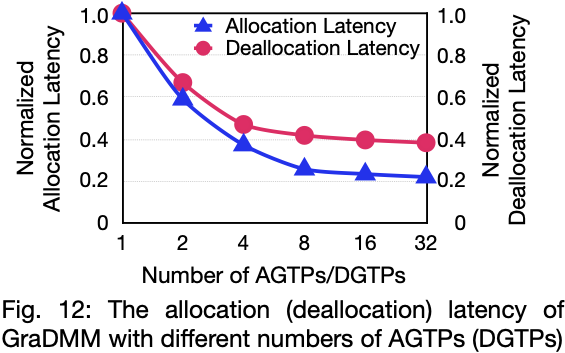 1.0
0.8
0.6
0.4
0.2
0
Normalized
Allocation Latency
Allocation Latency
Deallocation Latency
1.0
0.8
0.6
0.4
0.2
0
Normalized
Deallocation Latency
1 2 4 8 16 32
Number of AGTPs/DGTPs
Fig. 12: The allocation (deallocation) latency of
GraDMM with different numbers of AGTPs (DGTPs)